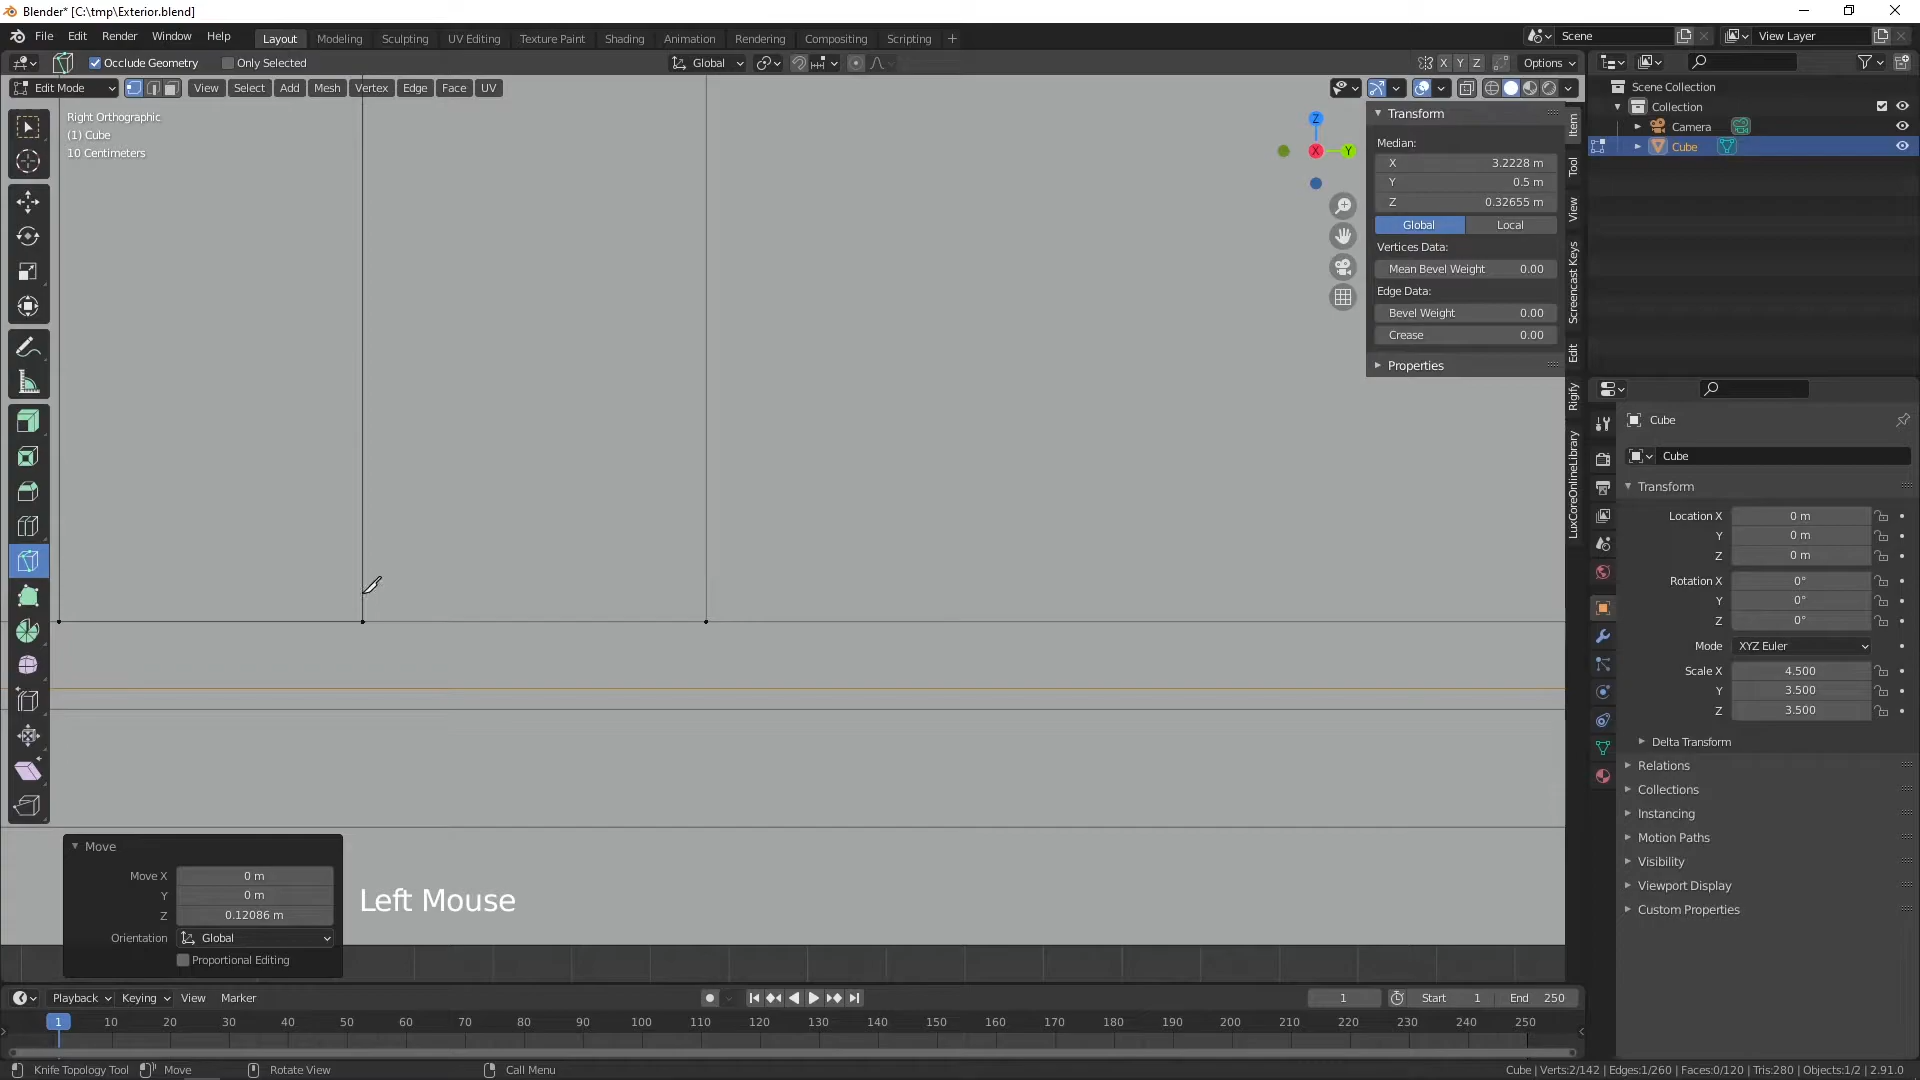 Blender* [C:\tmp\Exterior.blend]
File Edit Render Window Help Layout Modeling Sculpting UV Editing Texture Paint Shading Animation Rendering Compositing Scripting + Scene View Layer
Occlude Geometry Only Selected Global X Y Z Options
Edit Mode View Select Add Mesh Vertex Edge Face UV
Right Orthographic
(1) Cube
10 Centimeters
Z
X
Y
Transform
Median:
X 3.2228 m
Y 0.5 m
Z 0.32655 m
Global Local
Vertices Data:
Mean Bevel Weight 0.00
Edge Data:
Bevel Weight 0.00
Crease 0.00
Properties
Item
Tool
View
Screencast Keys
Edit
Rigify
LuxCoreOnlineLibrary
Scene Collection
Collection
Camera
Cube
Cube
Cube
Transform
Location X 0 m
Y 0 m
Z 0 m
Rotation X 0°
Y 0°
Z 0°
Mode XYZ Euler
Scale X 4.500
Y 3.500
Z 3.500
Delta Transform
Relations
Collections
Instancing
Motion Paths
Visibility
Viewport Display
Custom Properties
Move
Move X 0 m
Y 0 m
Z 0.12086 m
Orientation Global
Proportional Editing
Left Mouse
Playback Keying View Marker 1 Start 1 End 250
1 10 20 30 40 50 60 70 80 90 100 110 120 130 140 150 160 170 180 190 200 210 220 230 240 250
Knife Topology Tool Move Rotate View Call Menu Cube | Verts:2/142 | Edges:1/260 | Faces:0/120 | Tris:280 | Objects:1/2 | 2.91.0